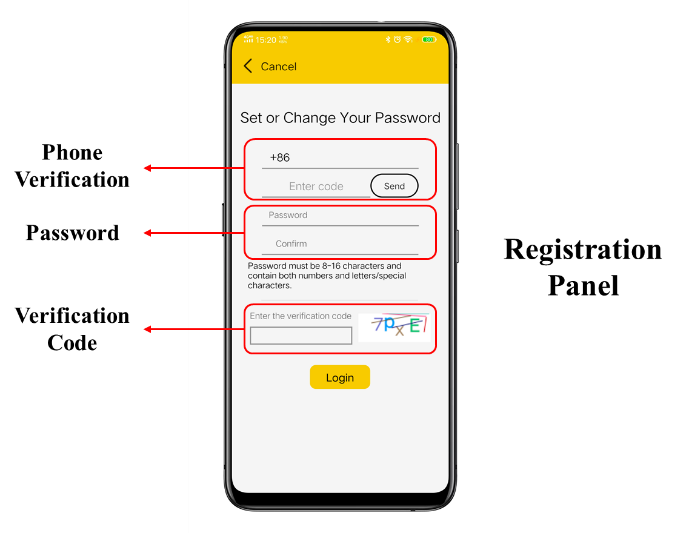 15:20
Cancel
Set or Change Your Password
Phone
Verification
+86
Enter code
Send
Password
Password
Confirm
Password must be 8-16 characters and
contain both numbers and letters/special
characters.
Verification
Code
Enter the verification code
7PxE
Login
Registration
Panel